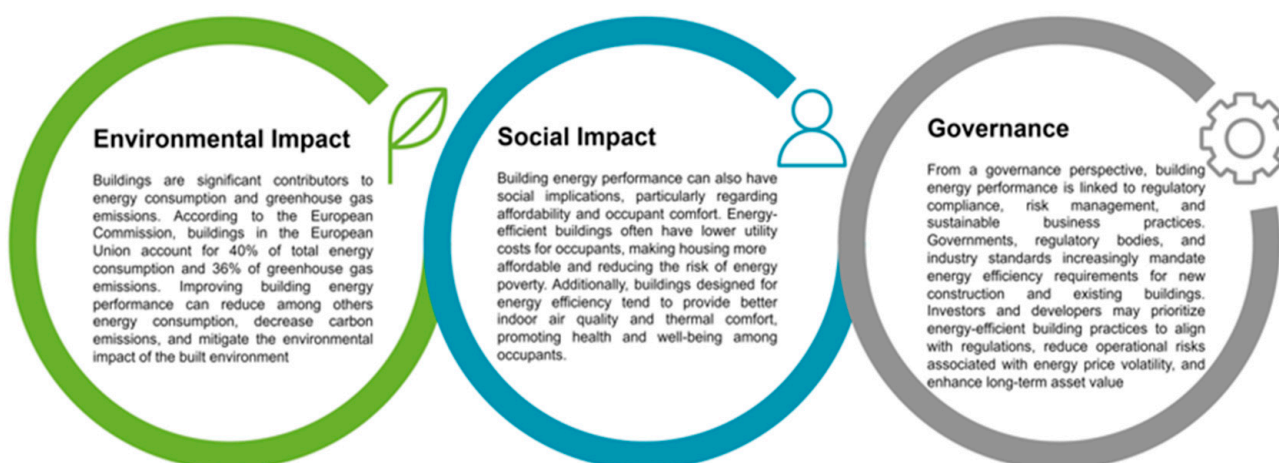 Environmental Impact
Buildings are significant contributors to
energy consumption and greenhouse gas
emissions. According to the European
Commission, buildings in the European
Union account for 40% of total energy
consumption and 36% of greenhouse gas
emissions. Improving building energy
performance can reduce among others
energy consumption, decrease carbon
emissions, and mitigate the environmental
impact of the built environment
Social Impact
Building energy performance can also have
social implications, particularly regarding
affordability and occupant comfort. Energy-
efficient buildings often have lower utility
costs for occupants, making housing more
affordable and reducing the risk of energy
poverty. Additionally, buildings designed for
energy efficiency tend to provide better
indoor air quality and thermal comfort,
promoting health and well-being among
occupants.
Governance
From a governance perspective, building
energy performance is linked to regulatory
compliance, risk management, and
sustainable business practices.
Governments, regulatory bodies, and
industry standards increasingly mandate
energy efficiency requirements for new
construction and existing buildings.
Investors and developers may prioritize
energy-efficient building practices to align
with regulations, reduce operational risks
associated with energy price volatility, and
enhance long-term asset value